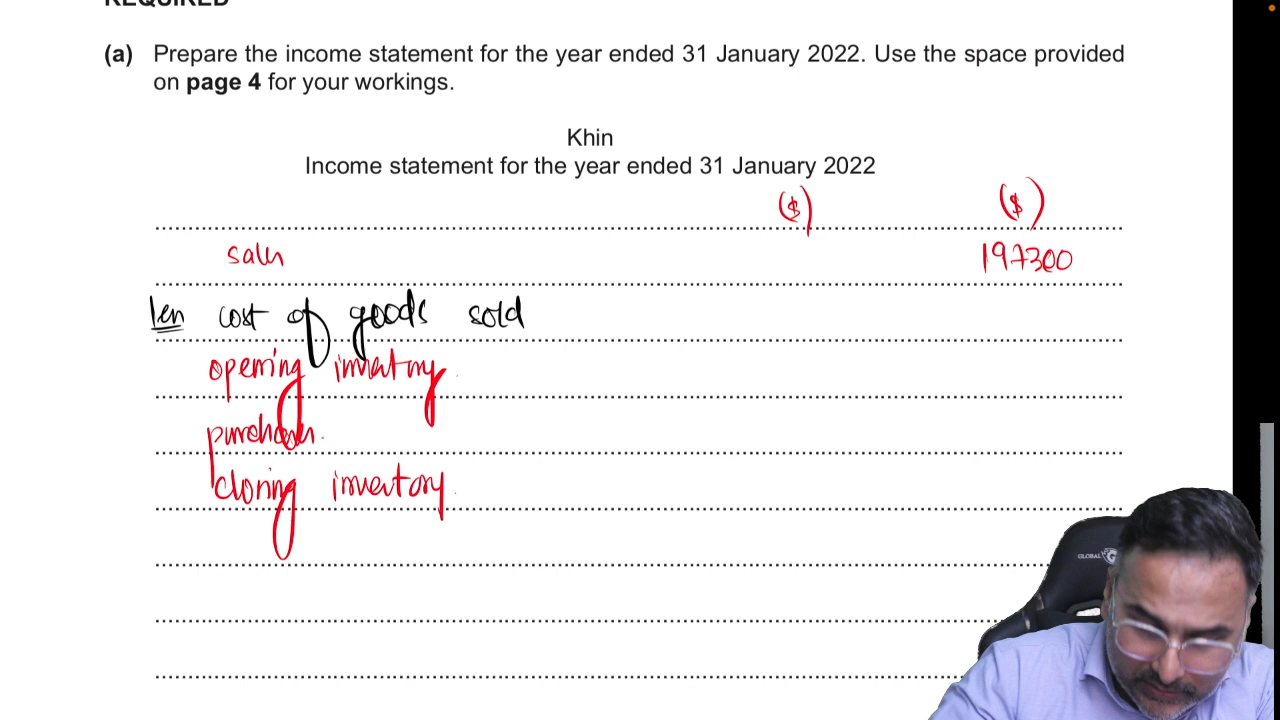 REQUIRED
(a) Prepare the income statement for the year ended 31 January 2022. Use the space provided
on page 4 for your workings.
Khin
Income statement for the year ended 31 January 2022
($) ($)
sales 197300
less cost of goods sold
opening inventory
purchases
closing inventory
GLOBAL